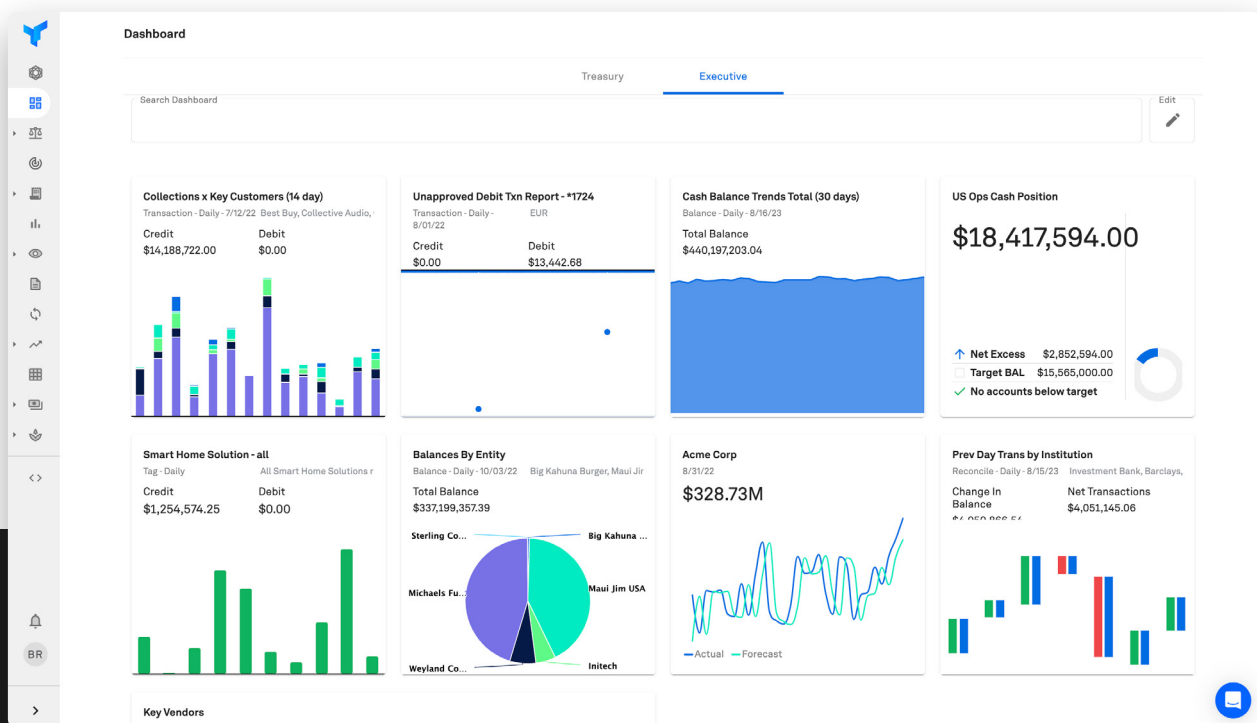 Dashboard
Treasury
Executive
Search Dashboard
Edit
Collections x Key Customers (14 day)
Transaction - Daily - 7/12/22 Best Buy, Collective Audio,
Credit Debit
$14,188,722.00 $0.00
Unapproved Debit Txn Report - *1724
Transaction - Daily - EUR
8/01/22
Credit Debit
$0.00 $13,442.68
Cash Balance Trends Total (30 days)
Balance - Daily - 8/16/23
Total Balance
$440,197,203.04
US Ops Cash Position
$18,417,594.00
Net Excess $2,852,594.00
Target BAL $15,565,000.00
No accounts below target
Smart Home Solution - all
Tag - Daily All Smart Home Solutions r
Credit Debit
$1,254,574.25 $0.00
Balances By Entity
Balance - Daily - 10/03/22 Big Kahuna Burger, Maui Jir
Total Balance
$337,199,357.39
Sterling Co... Big Kahuna ...
Michaels Fu... Maui Jim USA
Weyland Co... Initech
Acme Corp
8/31/22
$328.73M
Actual Forecast
Prev Day Trans by Institution
Reconcile - Daily - 8/15/23 Investment Bank, Barclays,
Change In Net Transactions
Balance $4,051,145.06
BR
Key Vendors